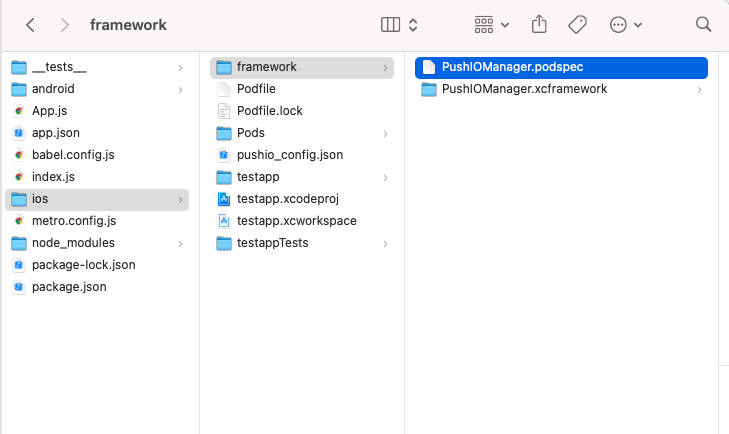 framework
__tests__
android
App.js
app.json
babel.config.js
index.js
ios
metro.config.js
node_modules
package-lock.json
package.json
framework
Podfile
Podfile.lock
Pods
pushio_config.json
testapp
testapp.xcodeproj
testapp.xcworkspace
testappTests
PushIOManager.podspec
PushIOManager.xcframework